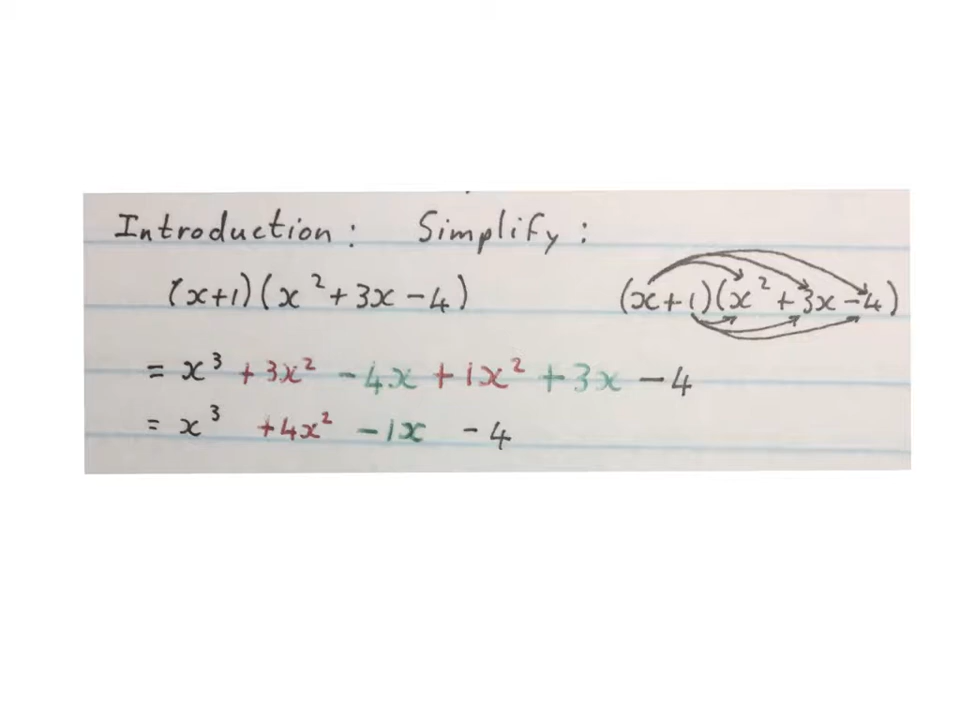 Introduction: Simplify:
(x+1)(x²+3x-4) (x+1)(x²+3x-4)
= x³ +3x² -4x +1x² +3x -4
= x³ +4x² -1x -4